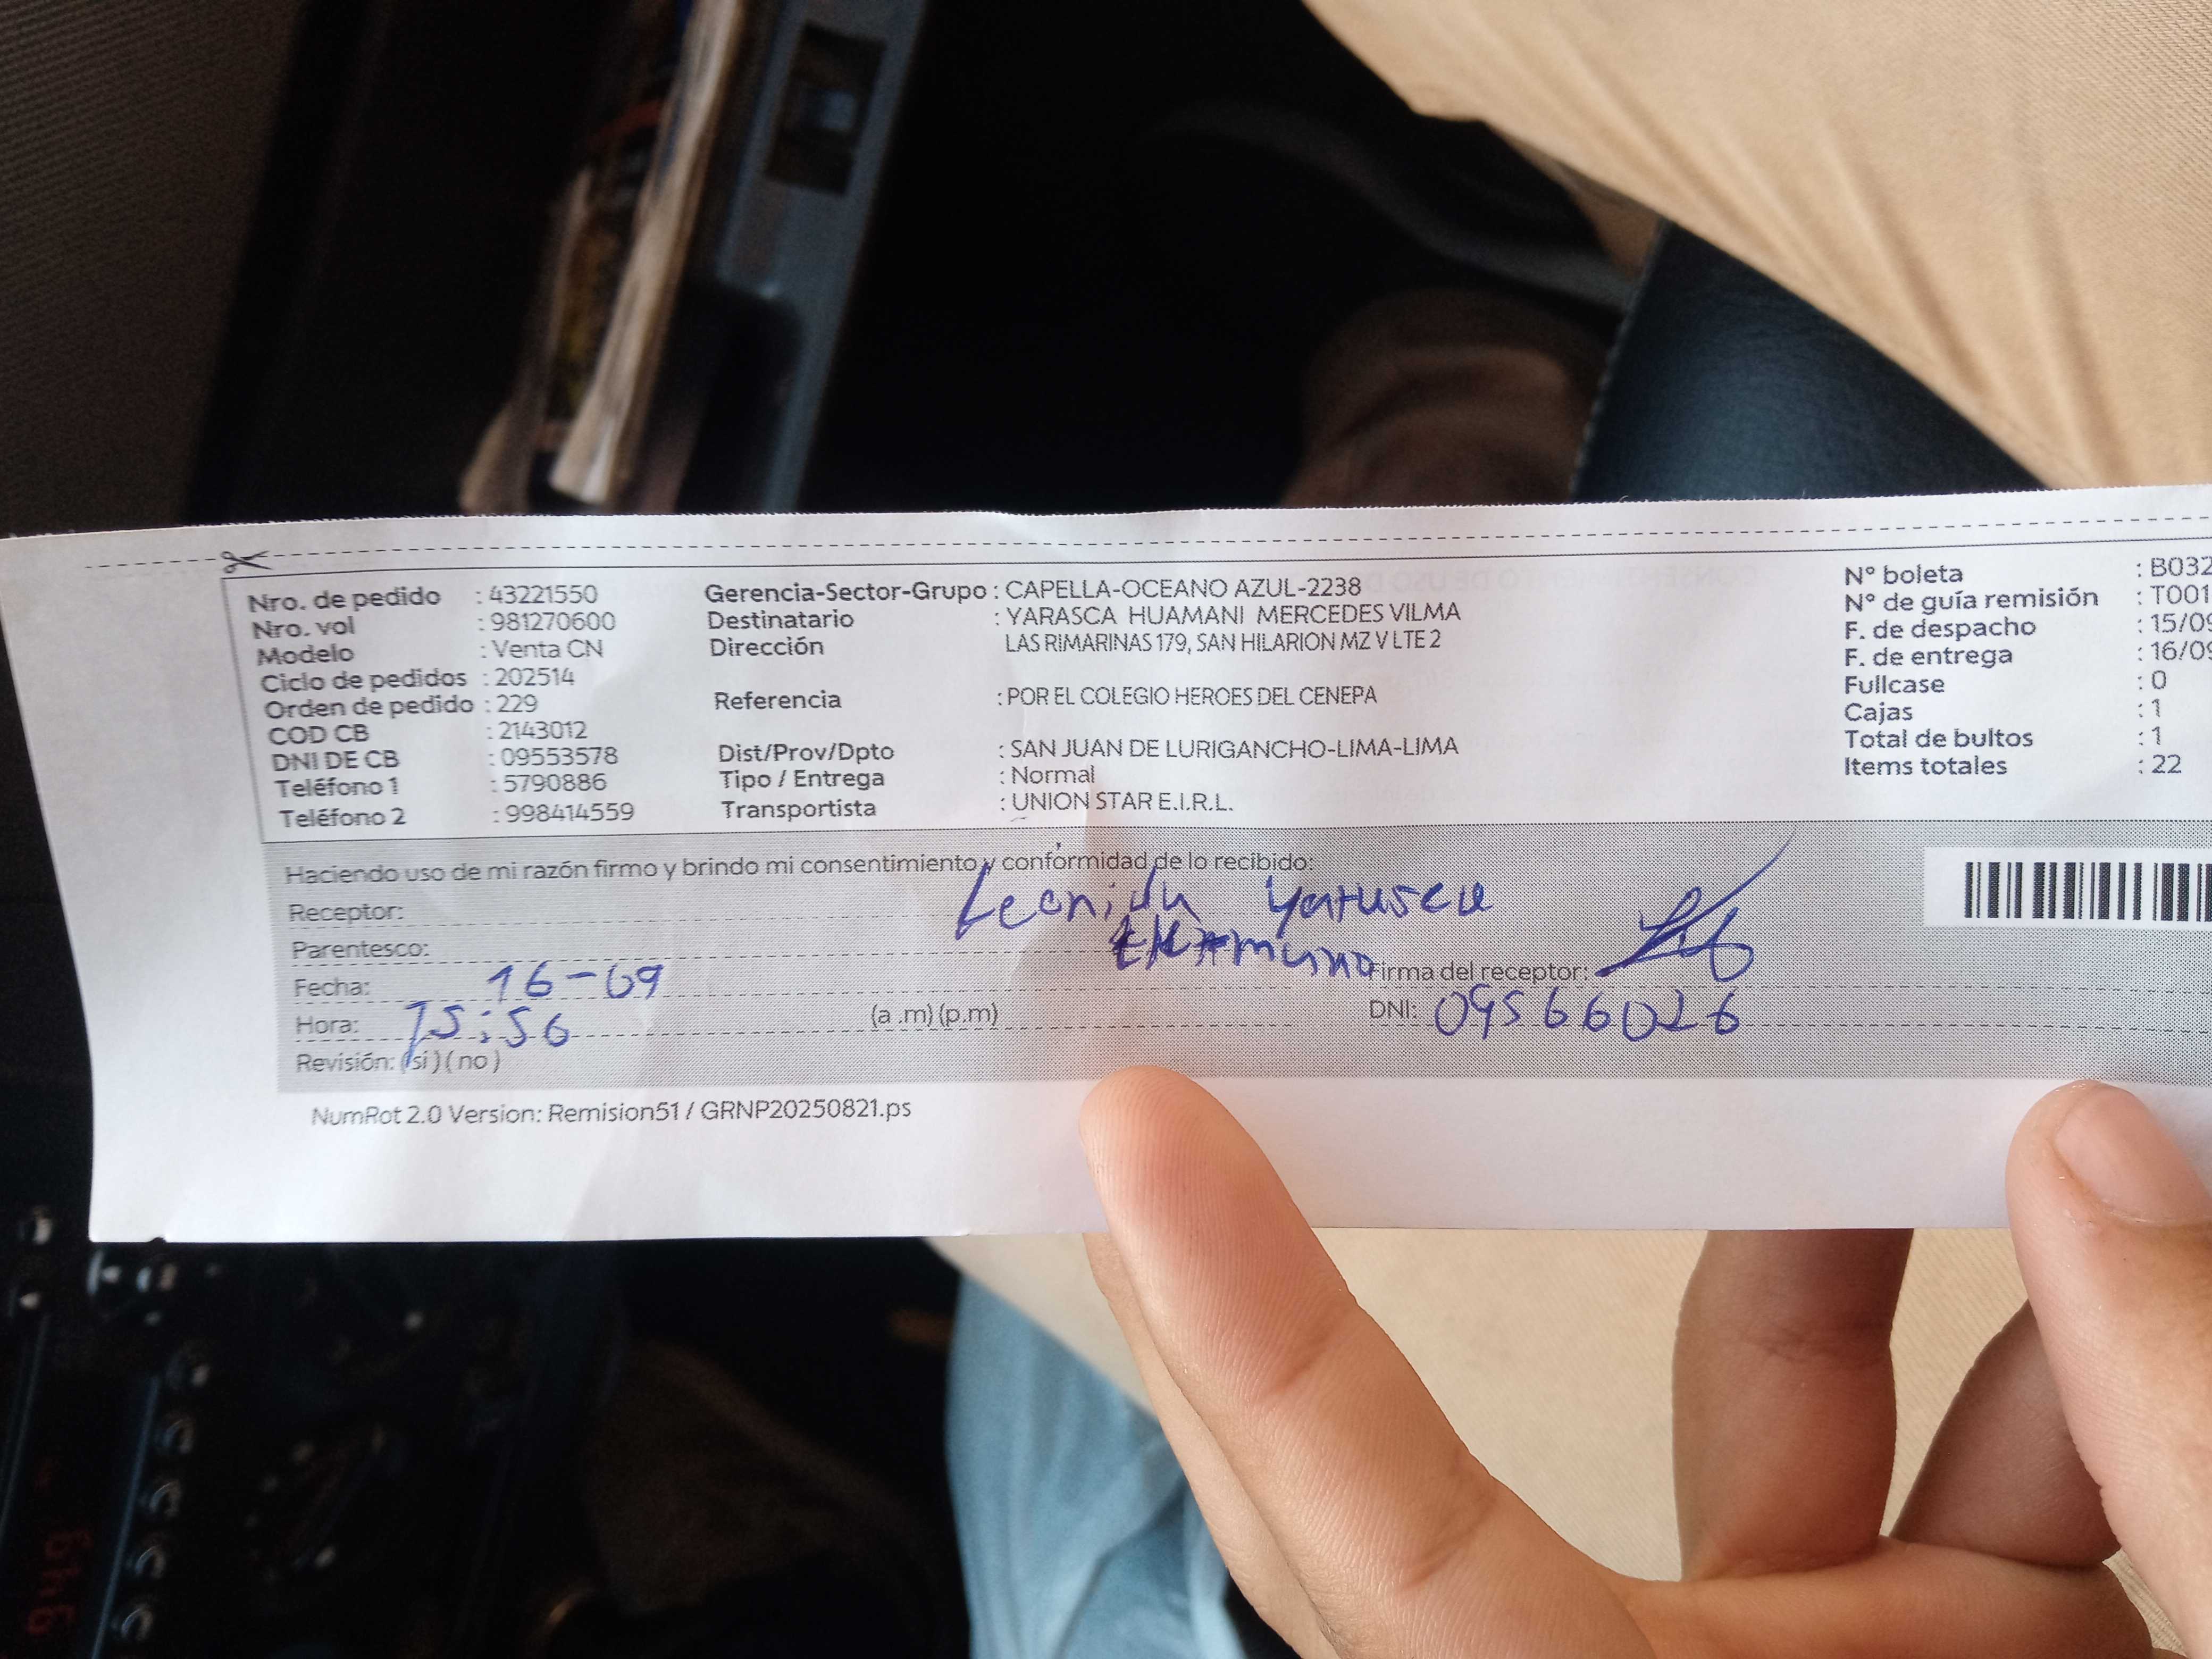 Nro. de pedido : 43221550 Gerencia-Sector-Grupo : CAPELLA-OCEANO AZUL-2238 N° boleta : B032
Nro. vol : 981270600 Destinatario : YARASCA HUAMANI MERCEDES VILMA N° de guía remisión : T001
Modelo : Venta CN Dirección LAS RIMARINAS 179, SAN HILARION MZ V LTE 2 F. de despacho : 15/09
Ciclo de pedidos : 202514 F. de entrega : 16/09
Orden de pedido : 229 Referencia : POR EL COLEGIO HEROES DEL CENEPA Fullcase : 0
COD CB : 2143012 Cajas : 1
DNI DE CB : 09553578 Dist/Prov/Dpto : SAN JUAN DE LURIGANCHO-LIMA-LIMA Total de bultos : 1
Teléfono 1 : 5790886 Tipo / Entrega : Normal Items totales : 22
Teléfono 2 : 998414559 Transportista : UNION STAR E.I.R.L.
Haciendo uso de mi razón firmo y brindo mi consentimiento y conformidad de lo recibido:
Receptor: Leonida Yarusca
Parentesco:
Fecha: 16-09 Firma del receptor:
Hora: 15:56 (a .m) (p.m) DNI: 09566026
Revisión: (si) ( no )
NumRot 2.0 Version: Remision51 / GRNP20250821.ps